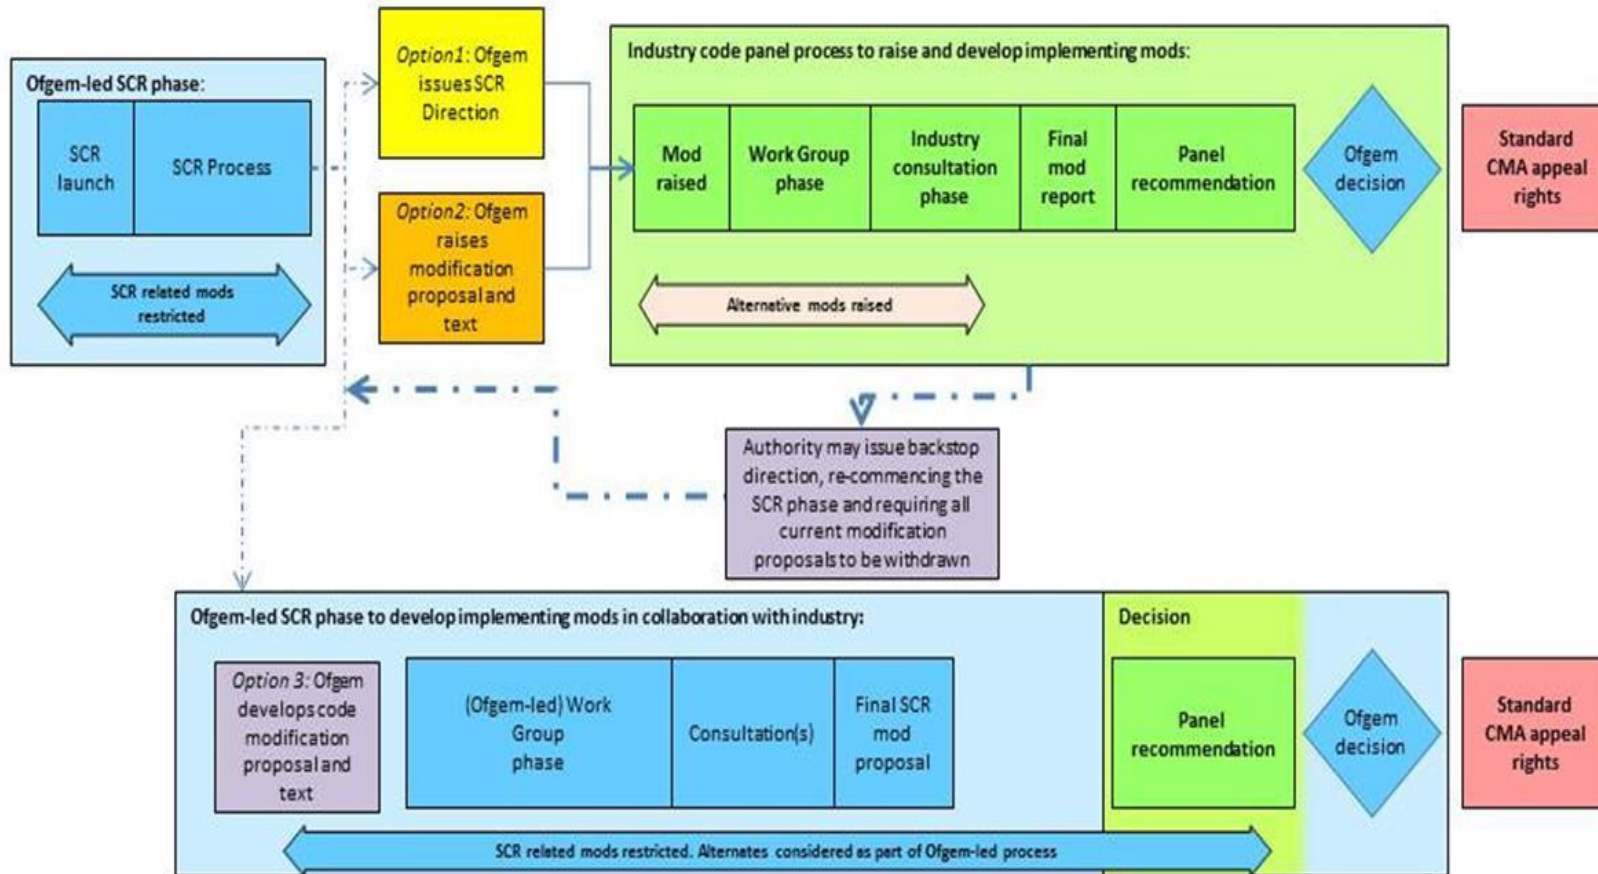 Ofgem-led SCR phase:
SCR
launch
SCR Process
SCR related mods
restricted
Option1: Ofgem
issues SCR
Direction
Option2: Ofgem
raises
modification
proposal and
text
Industry code panel process to raise and develop implementing mods:
Mod
raised
Work Group
phase
Industry
consultation
phase
Final
mod
report
Panel
recommendation
Ofgem
decision
Alternative mods raised
Standard
CMA appeal
rights
Authority may issue backstop
direction, re-commencing the
SCR phase and requiring all
current modification
proposals to be withdrawn
Ofgem-led SCR phase to develop implementing mods in collaboration with industry:
Option 3: Ofgem
develops code
modification
proposal and
text
(Ofgem-led) Work
Group
phase
Consultation(s)
Final SCR
mod
proposal
Decision
Panel
recommendation
Ofgem
decision
Standard
CMA appeal
rights
SCR related mods restricted. Alternates considered as part of Ofgem-led process